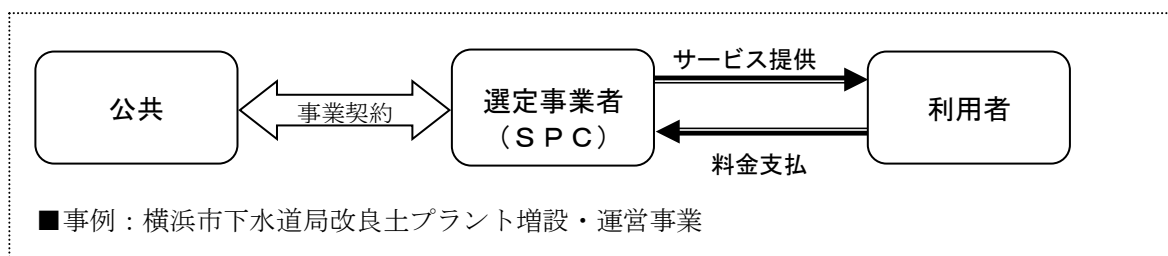 サービス提供
公共
事業契約
選定事業者
（ＳＰＣ）
利用者
料金支払
■事例：横浜市下水道局改良土プラント増設・運営事業